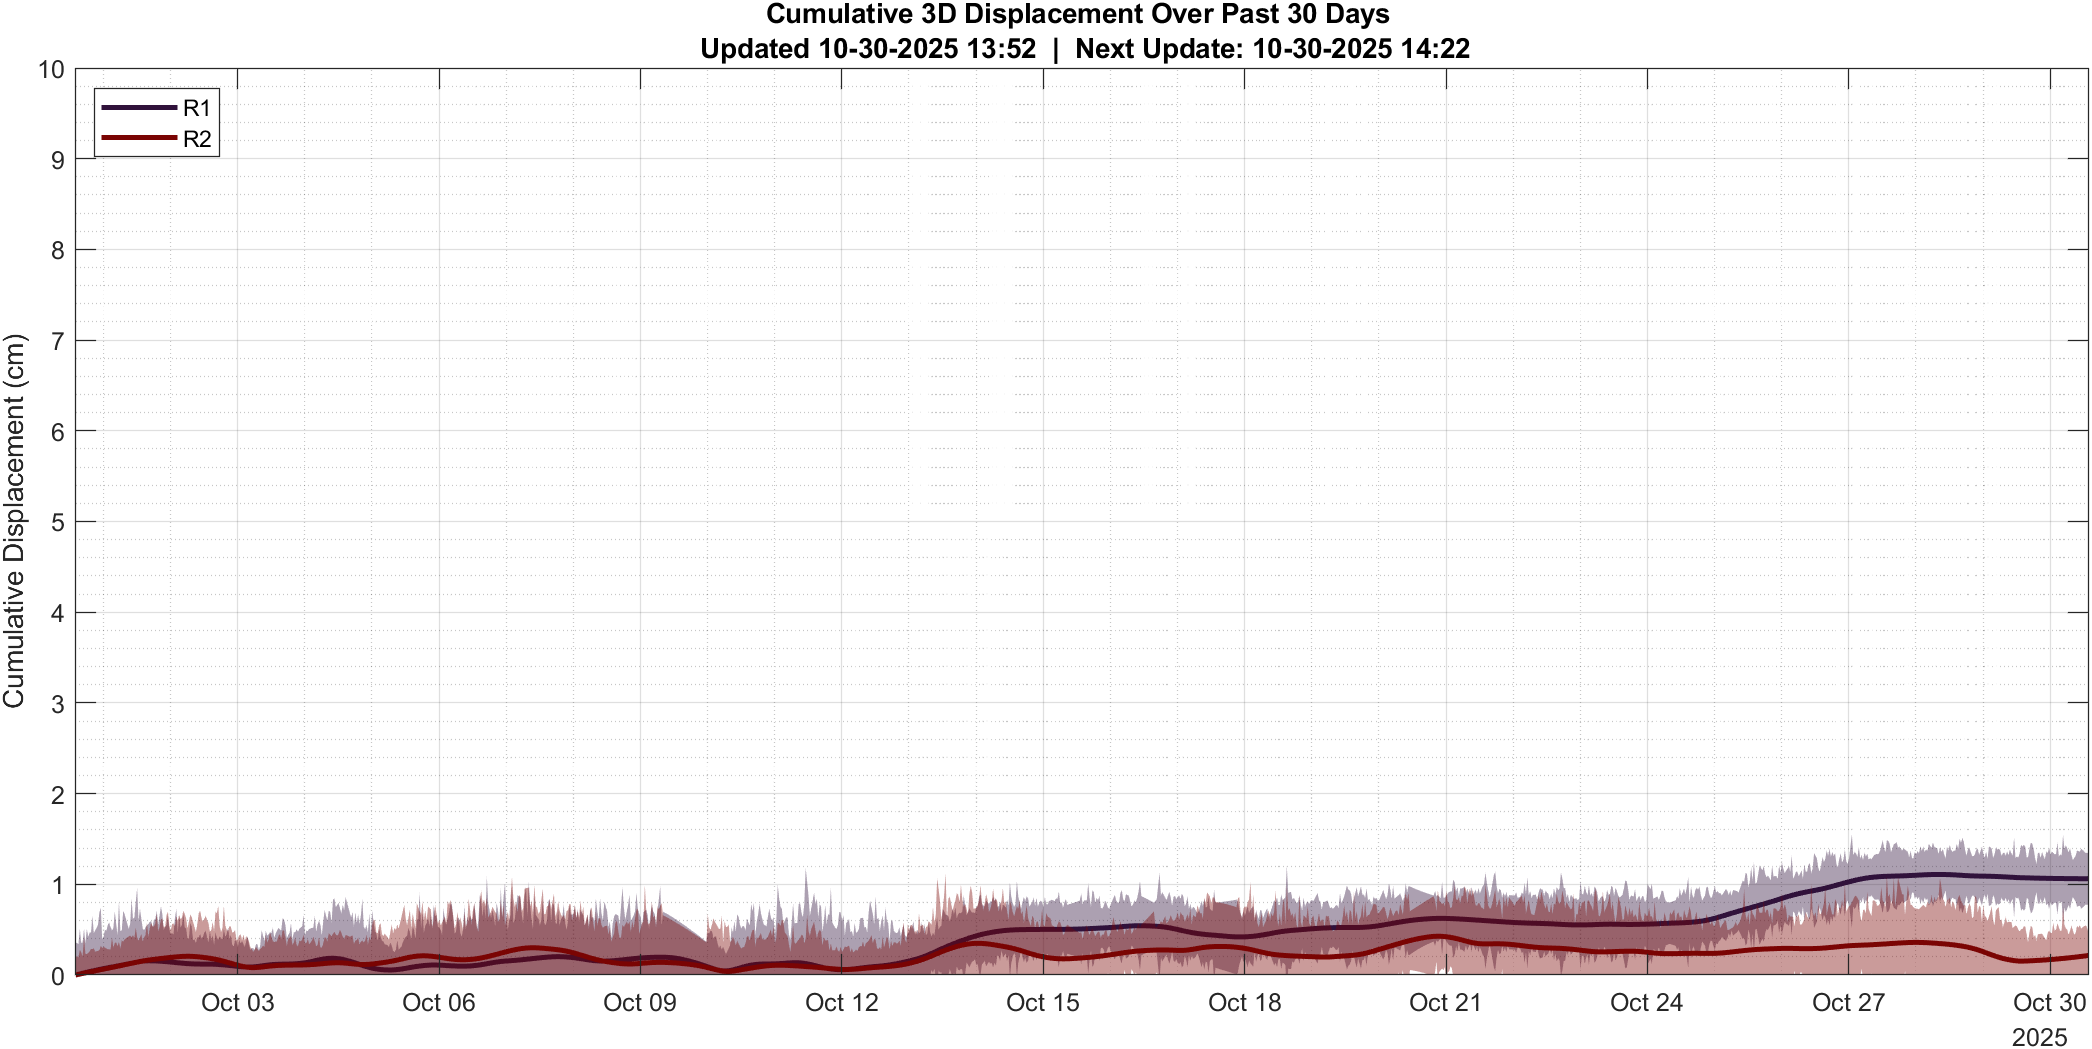 Cumulative 3D Displacement Over Past 30 Days
Updated 10-30-2025 13:52 | Next Update: 10-30-2025 14:22
R1
R2
Cumulative Displacement (cm)
10
9
8
7
6
5
4
3
2
1
0
Oct 03 Oct 06 Oct 09 Oct 12 Oct 15 Oct 18 Oct 21 Oct 24 Oct 27 Oct 30
2025